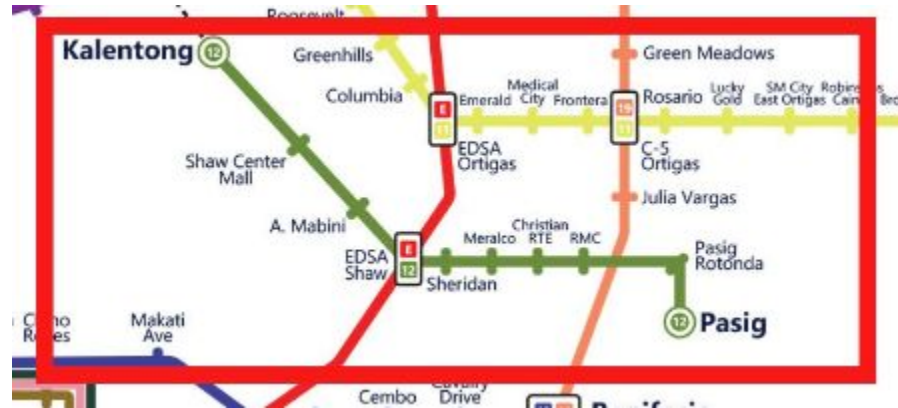 Roosevelt
Kalentong
12
Greenhills
Green Meadows
Columbia
E
11
Emerald
Medical
City
Frontera
19
11
Rosario
Lucky
Gold
SM City
East Ortigas
EDSA
Ortigas
C-5
Ortigas
Shaw Center
Mall
Julia Vargas
A. Mabini
EDSA
Shaw
E
12
Sheridan
Meralco
Christian
RTE
RMC
Pasig
Rotonda
12
Pasig
Makati
Ave
Cembo
Drive